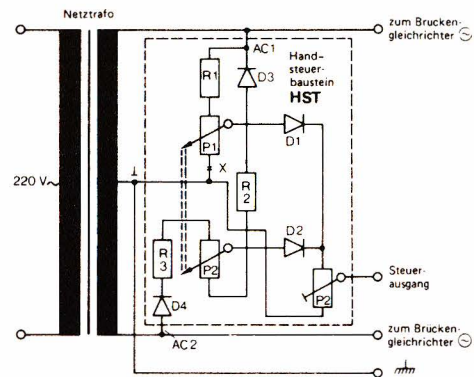 Netztrafo
zum Brücken-
gleichrichter
AC1
Hand-
steuer-
baustein
HST
R1
D3
P1
D1
X
220 V~
R
2
D2
R
3
P2
P2
Steuer-
ausgang
D4
zum Brücken-
gleichrichter
AC2